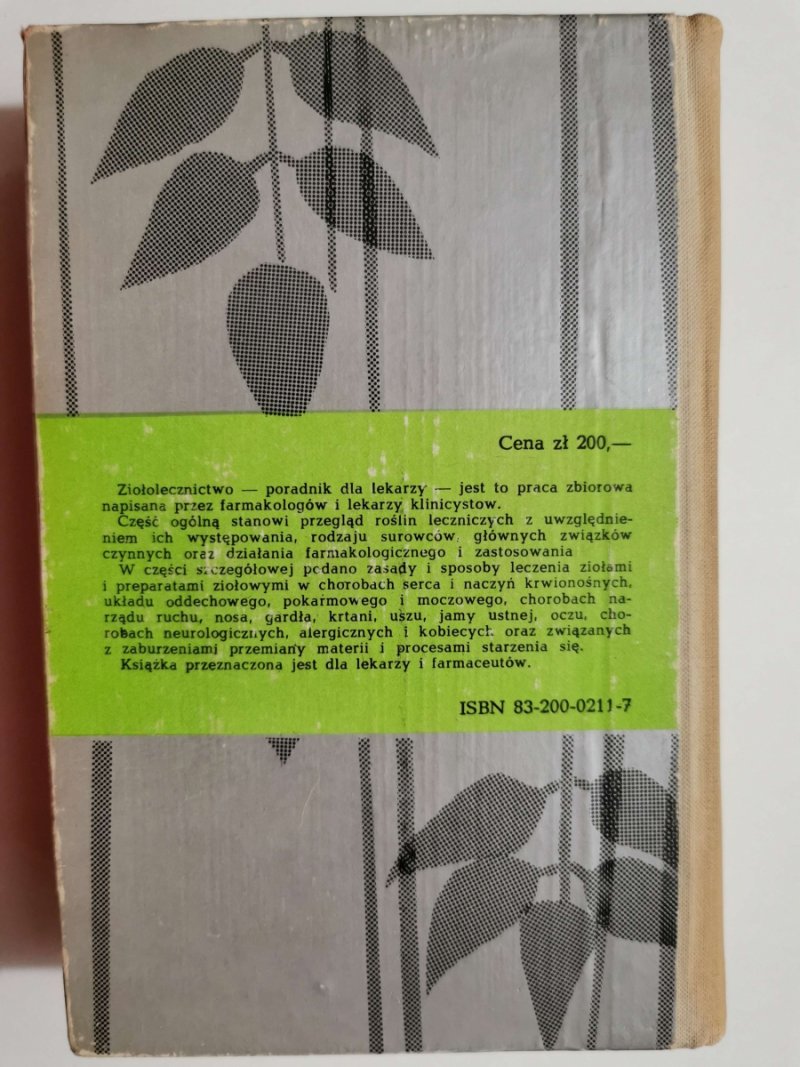 Cena zł 200,—
Ziołolecznictwo — poradnik dla lekarzy — jest to praca zbiorowa
napisana przez farmakologów i lekarzy klinicystow.
Część ogólną stanowi przegląd roślin leczniczych z uwzględnie-
niem ich występowania, rodzaju surowców, głównych związków
czynnych oraz działania farmakologicznego i zastosowania
W części szczegółowej podano zasady i sposoby leczenia ziołami
i preparatami ziołowymi w chorobach serca i naczyń krwionośnych,
układu oddechowego, pokarmowego i moczowego, chorobach na-
rządu ruchu, nosa, gardła, krtani, uszu, jamy ustnej, oczu, cho-
robach neurologicznych, alergicznych i kobiecych oraz związanych
z zaburzeniami przemiany materii i procesami starzenia się.
Książka przeznaczona jest dla lekarzy i farmaceutów.
ISBN 83-200-0211-7